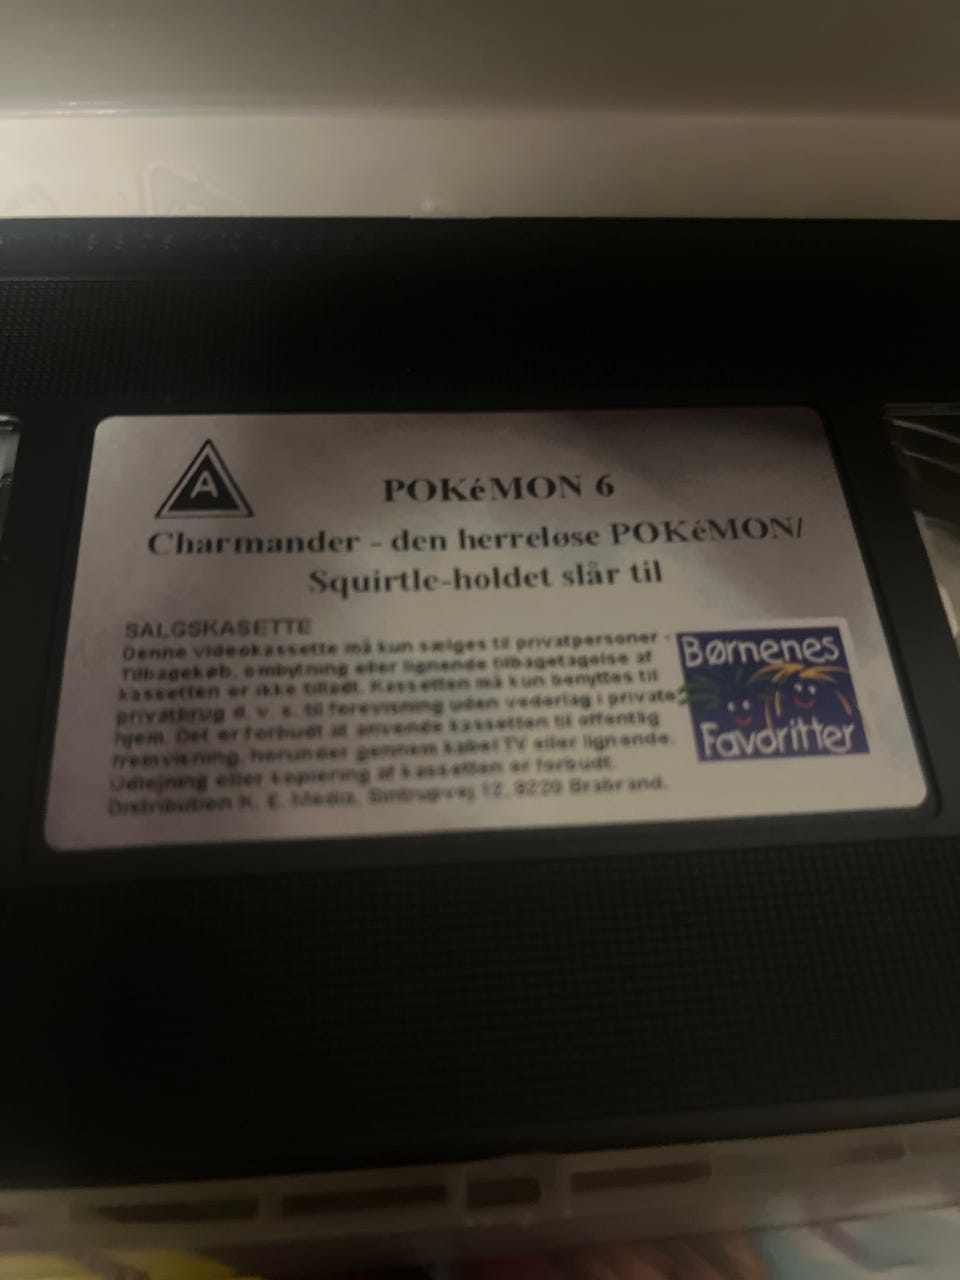 A
POKéMON 6
Charmander - den herreløse POKéMON/
Squirtle-holdet slår til
SALGSKASETTE
Denne videokassette må kun sælges til privatpersoner -
Tilbagekøb, ombytning eller lignende tilbagetagelse af
kassetten er ikke tilladt. Kassetten må kun benyttes til
privatbrug d. v. s. til forevisning uden vederlag i private
hjem. Det er forbudt at anvende kassetten til offentlig
fremvisning, herunder gennem kabel TV eller lignende.
Udlejning eller kopiering af kassetten er forbudt.
Distribution K. E. Media, 12, 8220 Brabrand.
Børnenes
Favoritter